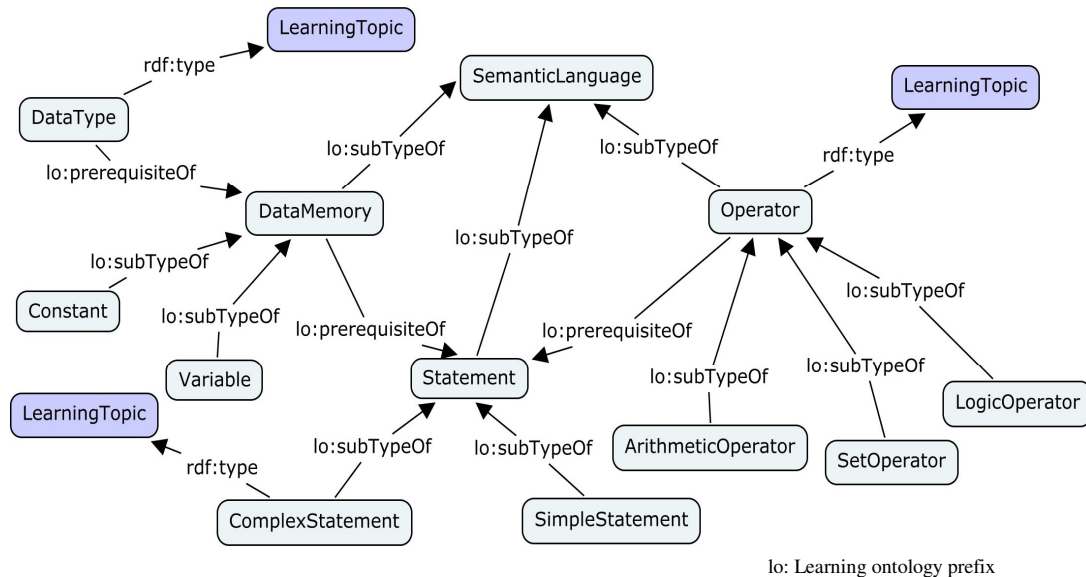 LearningTopic
rdf:type
SemanticLanguage
LearningTopic
DataType
lo:subTypeOf
lo:subTypeOf
rdf:type
lo:prerequisiteOf
DataMemory
Operator
lo:subTypeOf
lo:subTypeOf
lo:subTypeOf
Constant
lo:subTypeOf
lo:prerequisiteOf
lo:prerequisiteOf
Variable
Statement
lo:subTypeOf
lo:subTypeOf
LogicOperator
LearningTopic
lo:subTypeOf
lo:subTypeOf
ArithmeticOperator
SetOperator
rdf:type
ComplexStatement
SimpleStatement
lo: Learning ontology prefix